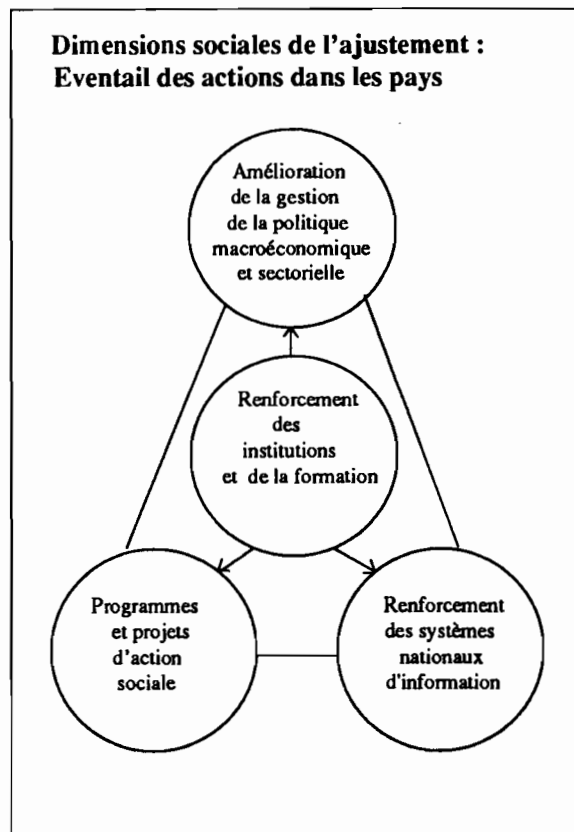 Dimensions sociales de l'ajustement :
Eventail des actions dans les pays
Amélioration
de la gestion
de la politique
macroéconomique
et sectorielle
Renforcement
des
institutions
et de la formation
Programmes
et projets
d'action
sociale
Renforcement
des systèmes
nationaux
d'information